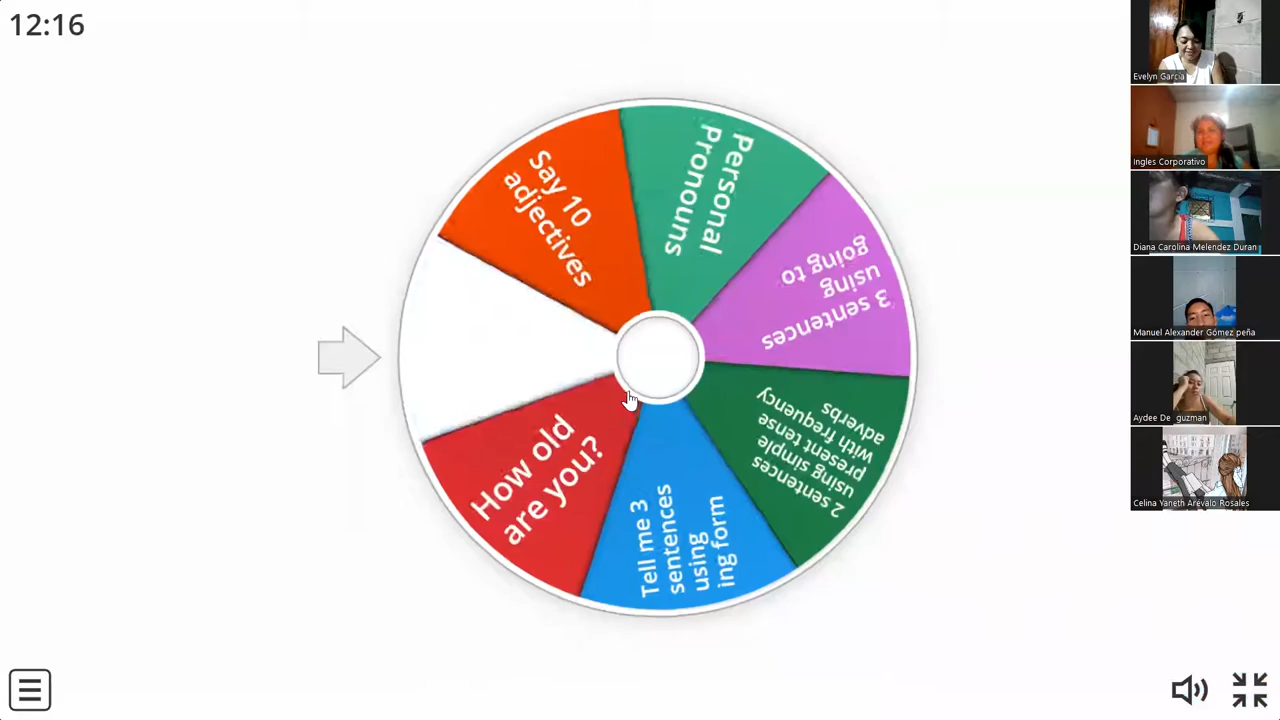 12:16
Say 10
adjectives
Personal
Pronouns
3 sentences
using
going to
2 sentences
using simple
present tense
with frequency
adverbs
Tell me 3
sentences
using
ing form
How old
are you?
Evelyn García
Ingles Corporativo
Diana Carolina Melendez Duran
Manuel Alexander Gómez peña
Aydee De guzman
Celina Yaneth Arévalo Rosales